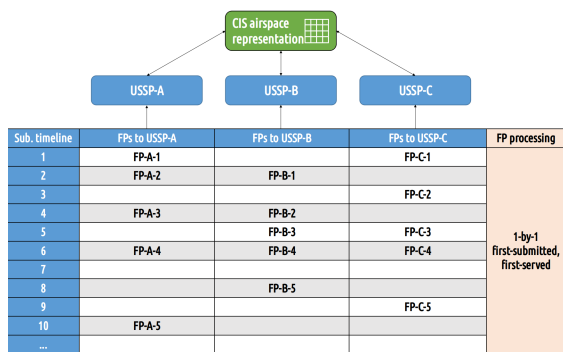 CIS airspace
representation
USSP-A USSP-B USSP-C
Sub. timeline FPs to USSP-A FPs to USSP-B FPs to USSP-C FP processing
1 FP-A-1 FP-C-1
2 FP-A-2 FP-B-1
3 FP-C-2
4 FP-A-3 FP-B-2
5 FP-B-3 FP-C-3
6 FP-A-4 FP-B-4 FP-C-4
1-by-1
first-submitted,
first-served
7
8 FP-B-5
9 FP-C-5
10 FP-A-5
...